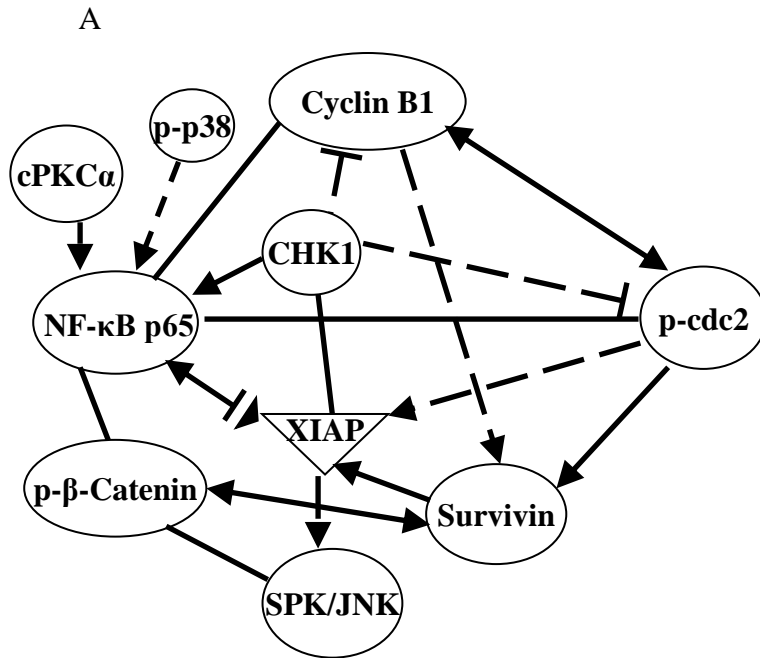 A
Cyclin B1
p-p38
cPKCα
CHK1
NF-κB p65
p-cdc2
XIAP
p-β-Catenin
Survivin
SPK/JNK